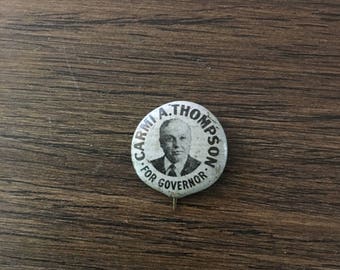 CARMI A. THOMPSON
· FOR GOVERNOR ·